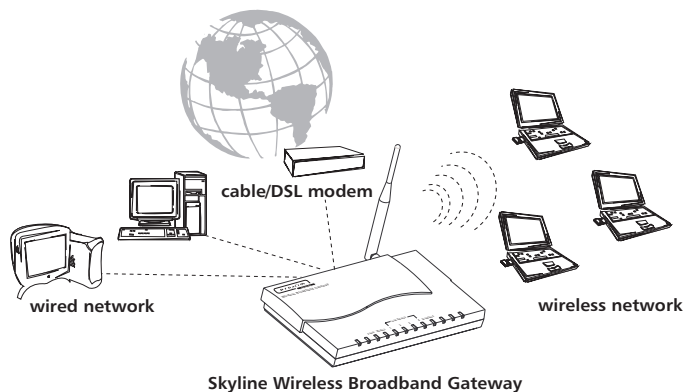 cable/DSL modem
wired network
wireless network
Skyline Wireless Broadband Gateway